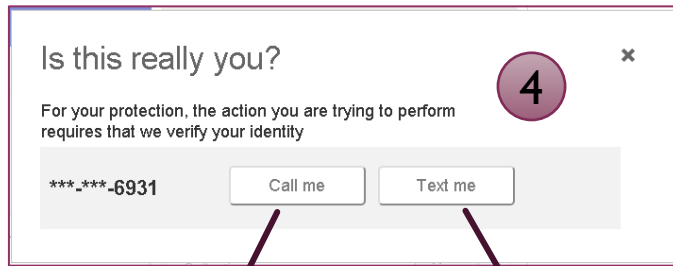 Is this really you?
4
For your protection, the action you are trying to perform
requires that we verify your identity
***-***-6931
Call me
Text me